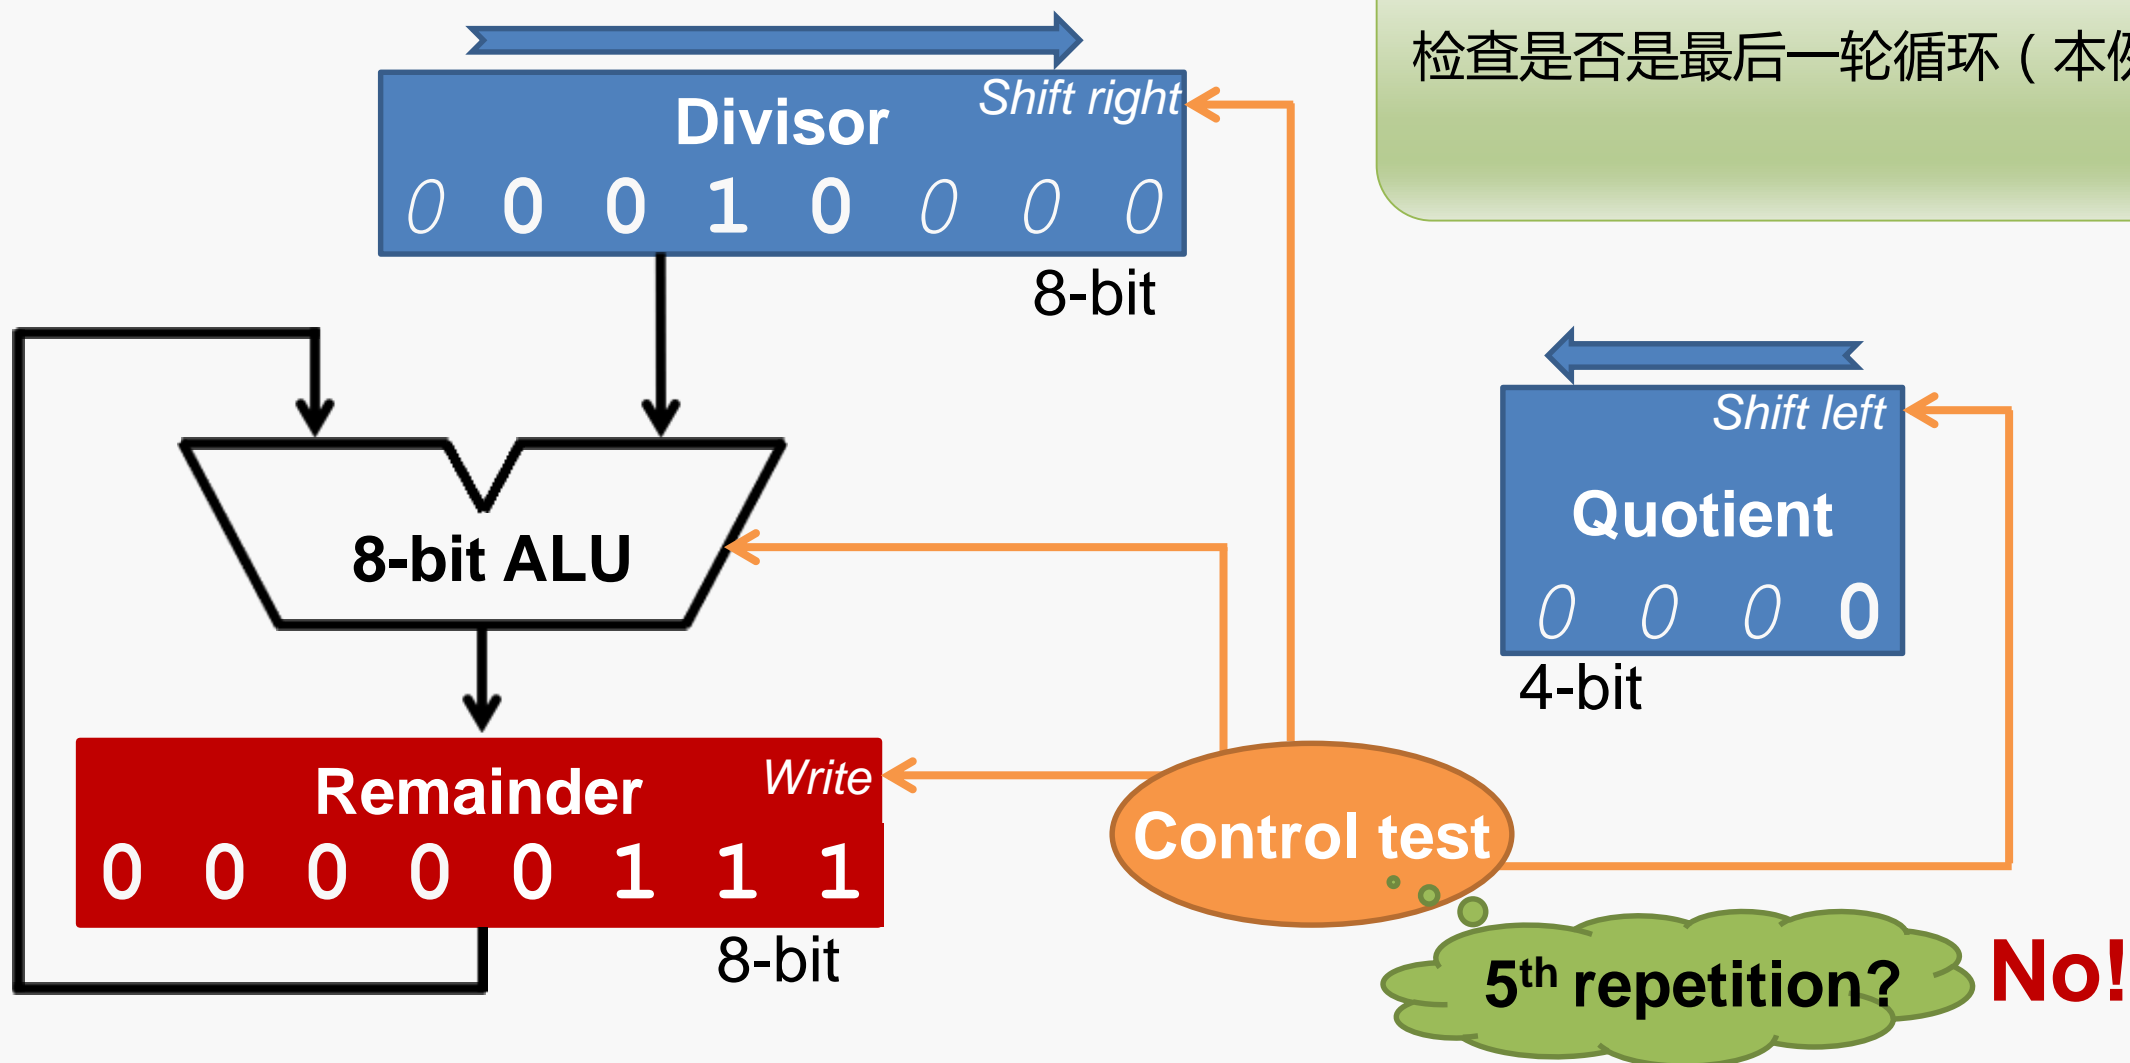 检查是否是最后一轮循环（本
Shift right
Divisor
0 0 0 1 0 0 0 0
8-bit
Shift left
Quotient
0 0 0 0
4-bit
8-bit ALU
Write
Remainder
0 0 0 0 0 1 1 1
8-bit
Control test
5th repetition?
No!